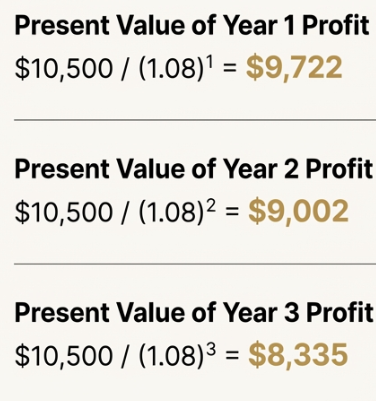 Present Value of Year 1 Profit
$10,500 / (1.08)¹ = $9,722
Present Value of Year 2 Profit
$10,500 / (1.08)² = $9,002
Present Value of Year 3 Profit
$10,500 / (1.08)³ = $8,335